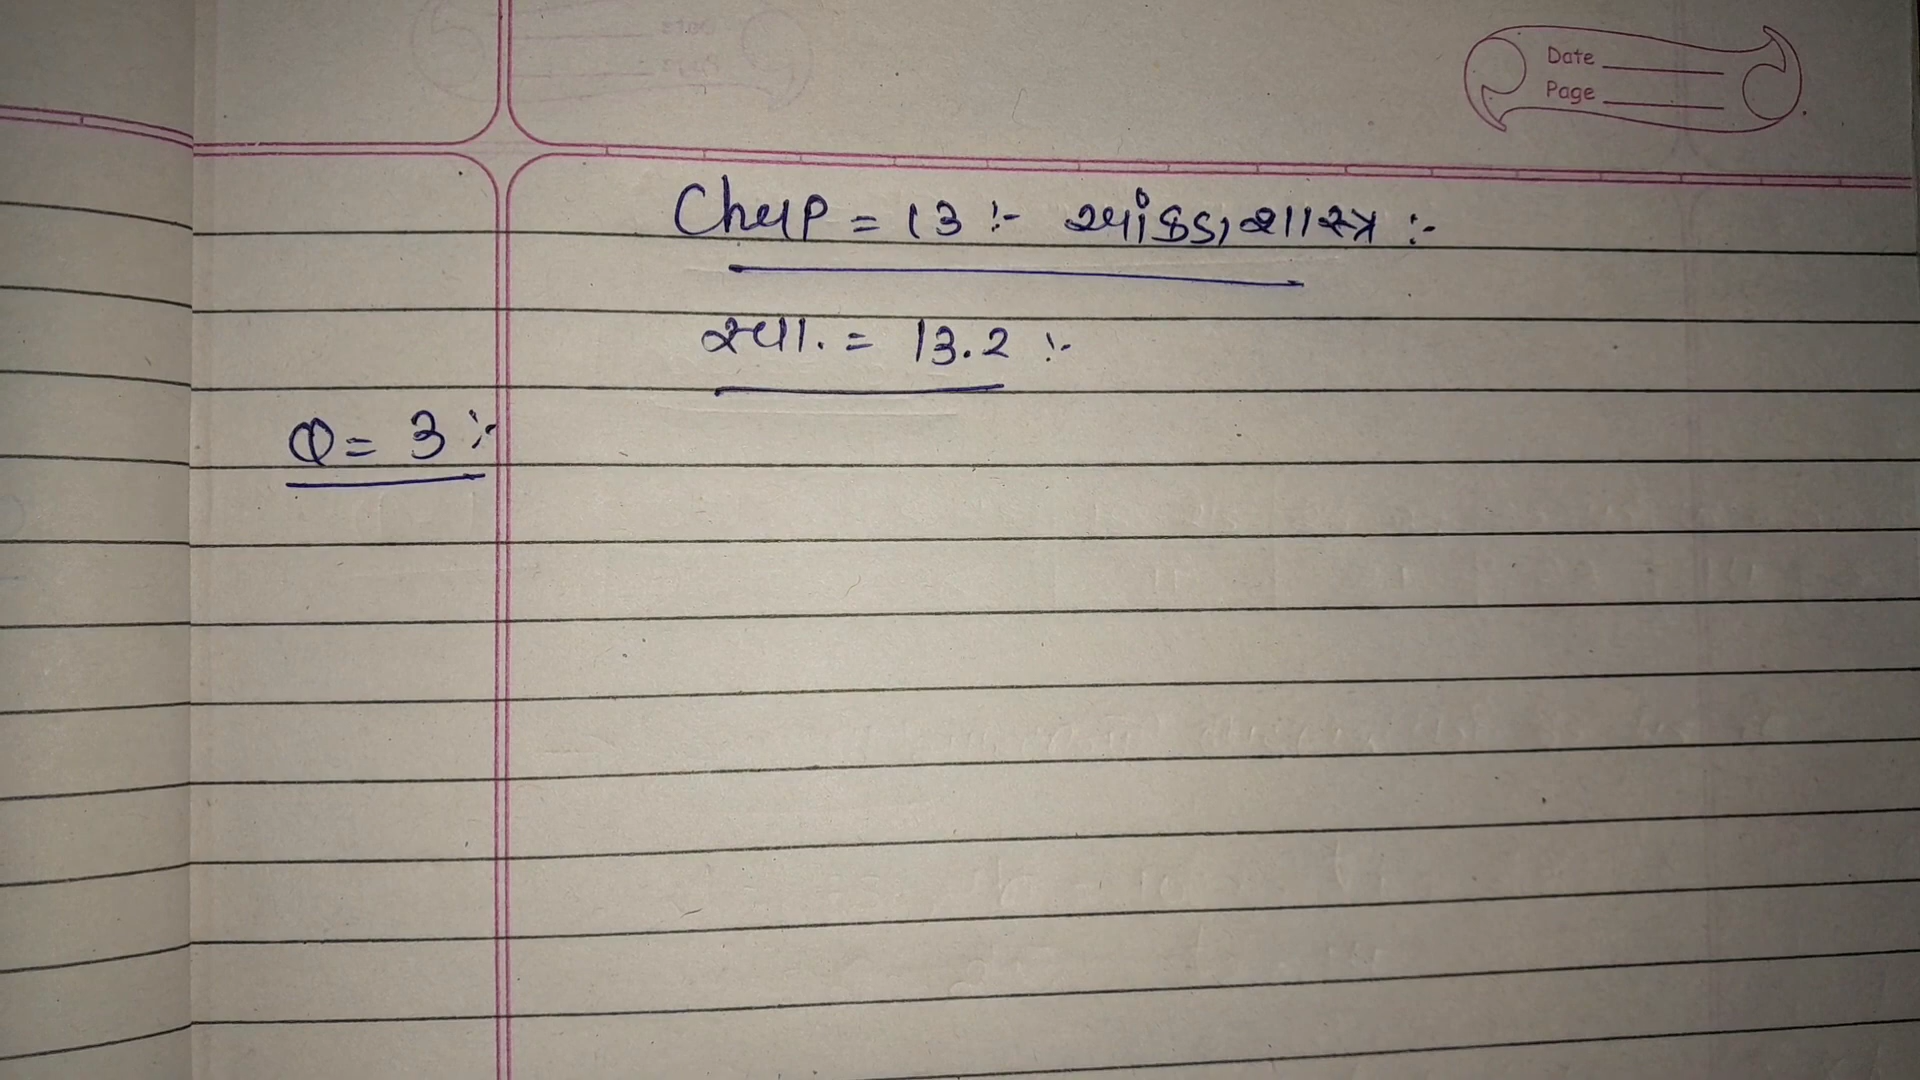 Date
Page
Chap = 13 :- આંકડાશાસ્ત્ર :-
સ્વા. = 13.2 :-
Q = 3 :-